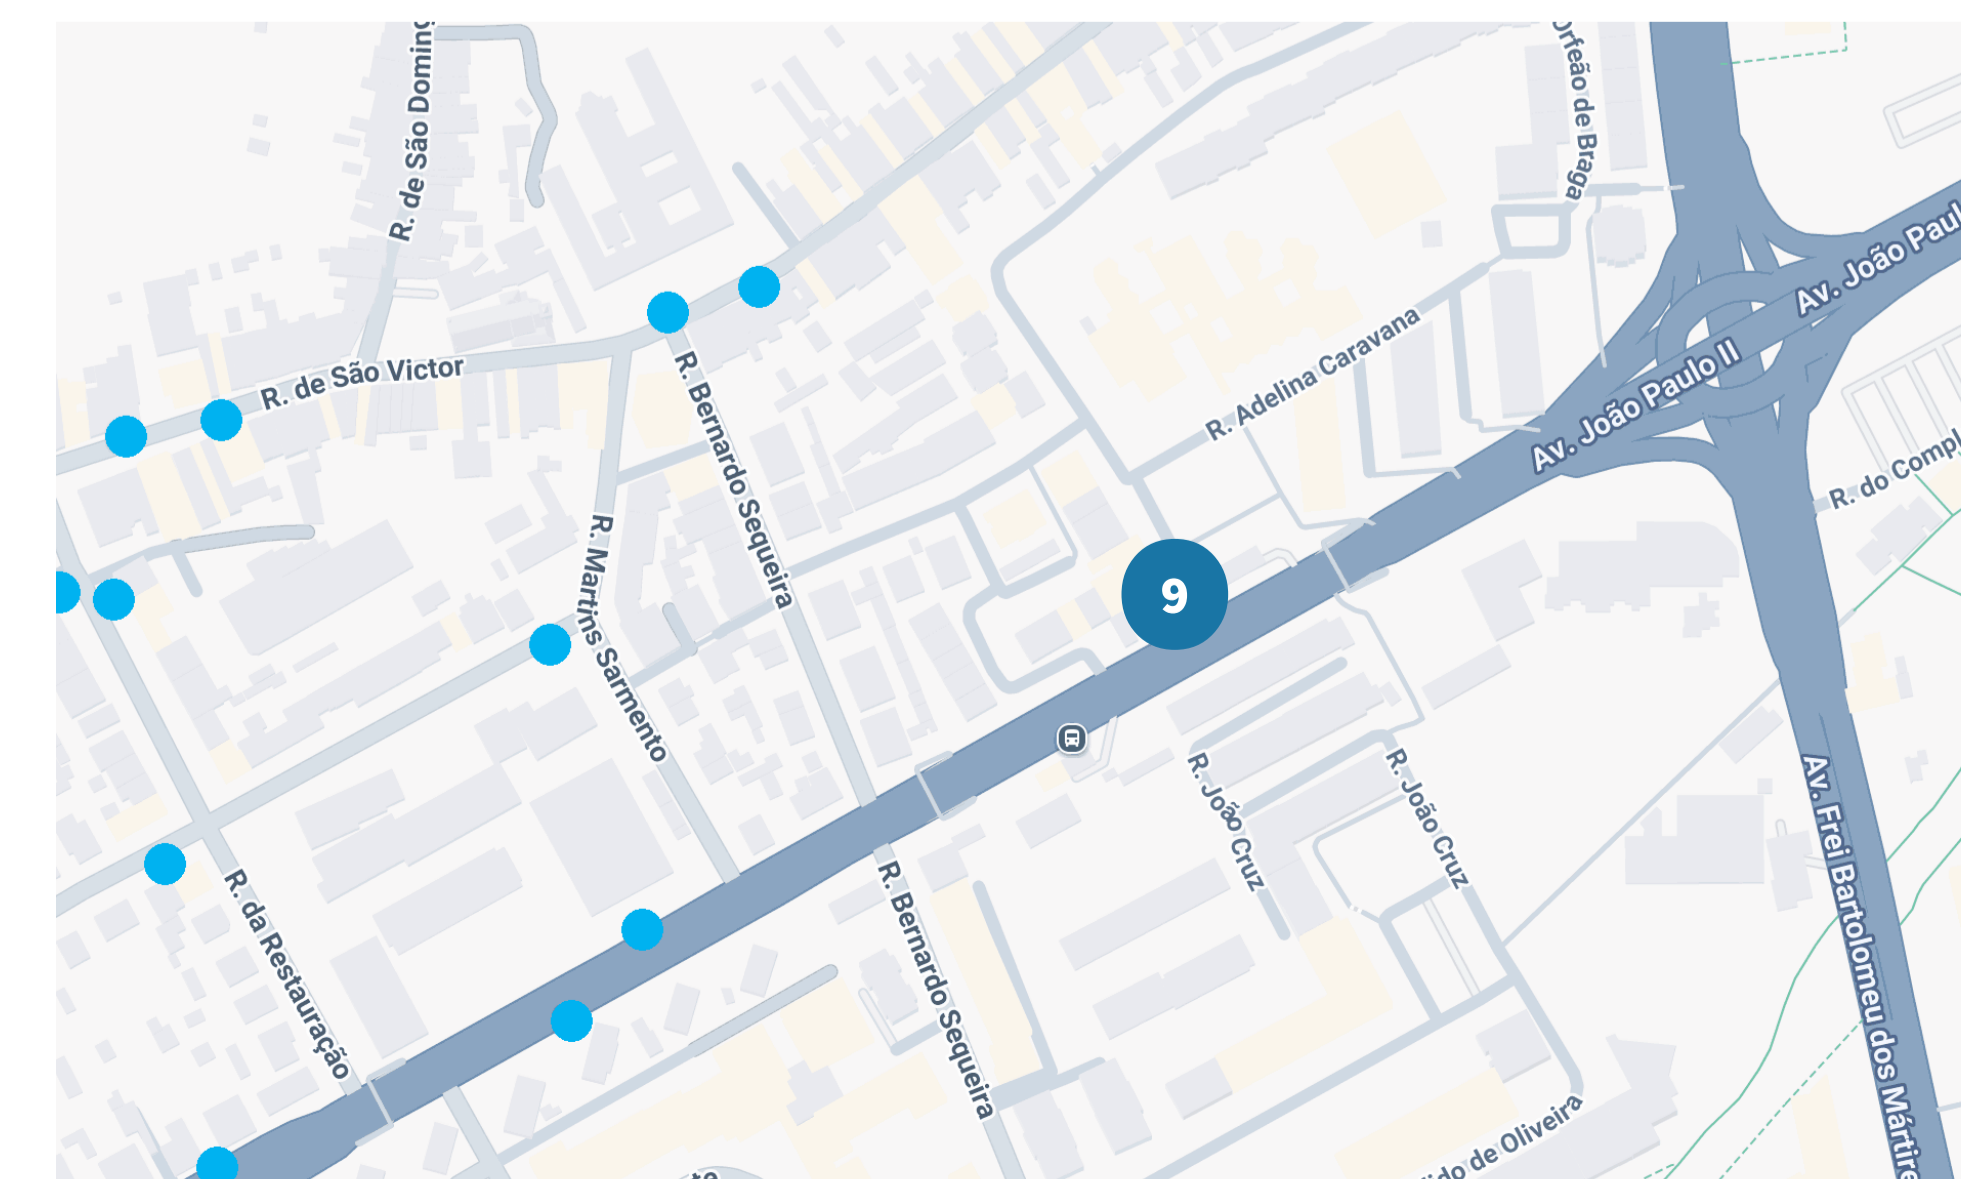 R. de São Doming
Orfeão de Braga
Av. João Paul
R. de São Victor
R. Bernardo Sequeira
R. Adelina Caravana
Av. João Paulo II
R. do Compl
R. Martins Sarmento
9
R. João Cruz
R. João Cruz
Av. Frei Bartolomeu dos Mártire
R. da Restauração
R. Bernardo Sequeira
ido de Oliveira